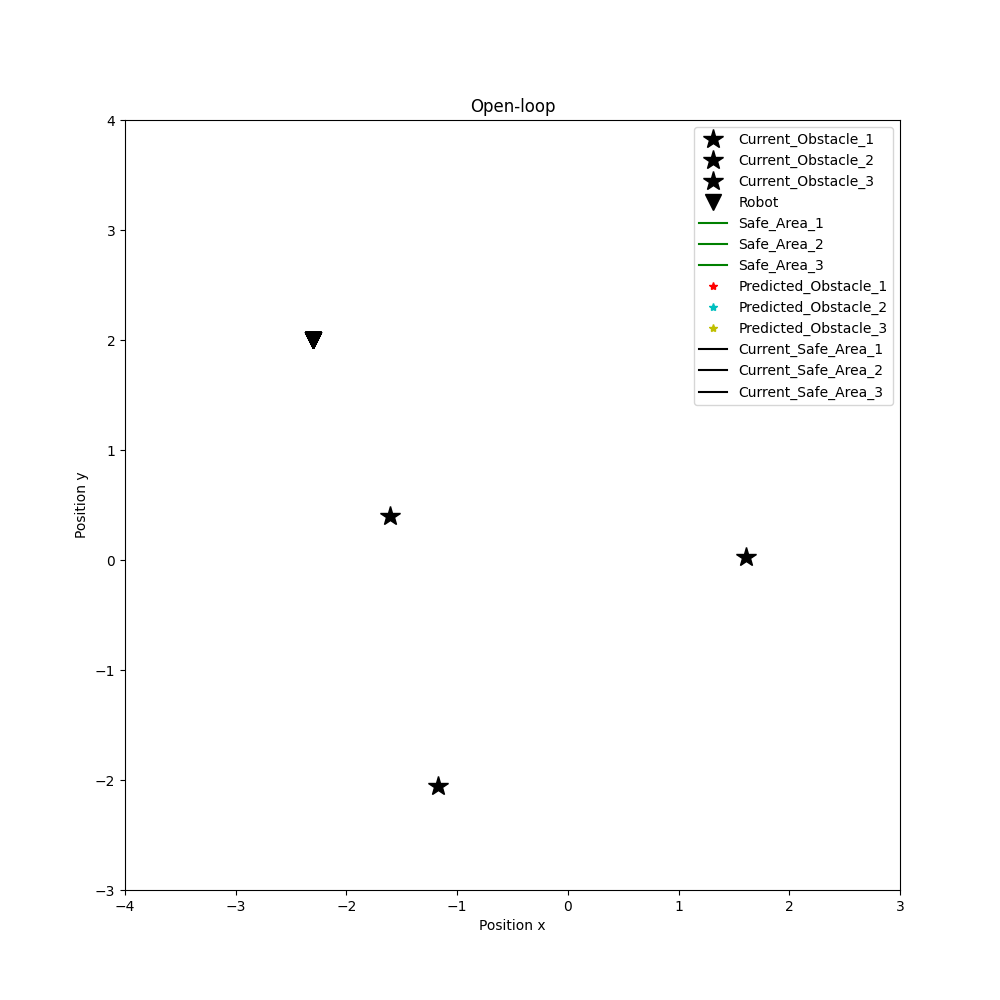 Open-loop
4
3
2
1
0
−1
−2
−3
Position y
Current_Obstacle_1
Current_Obstacle_2
Current_Obstacle_3
Robot
Safe_Area_1
Safe_Area_2
Safe_Area_3
Predicted_Obstacle_1
Predicted_Obstacle_2
Predicted_Obstacle_3
Current_Safe_Area_1
Current_Safe_Area_2
Current_Safe_Area_3
−4 −3 −2 −1 0 1 2 3
Position x